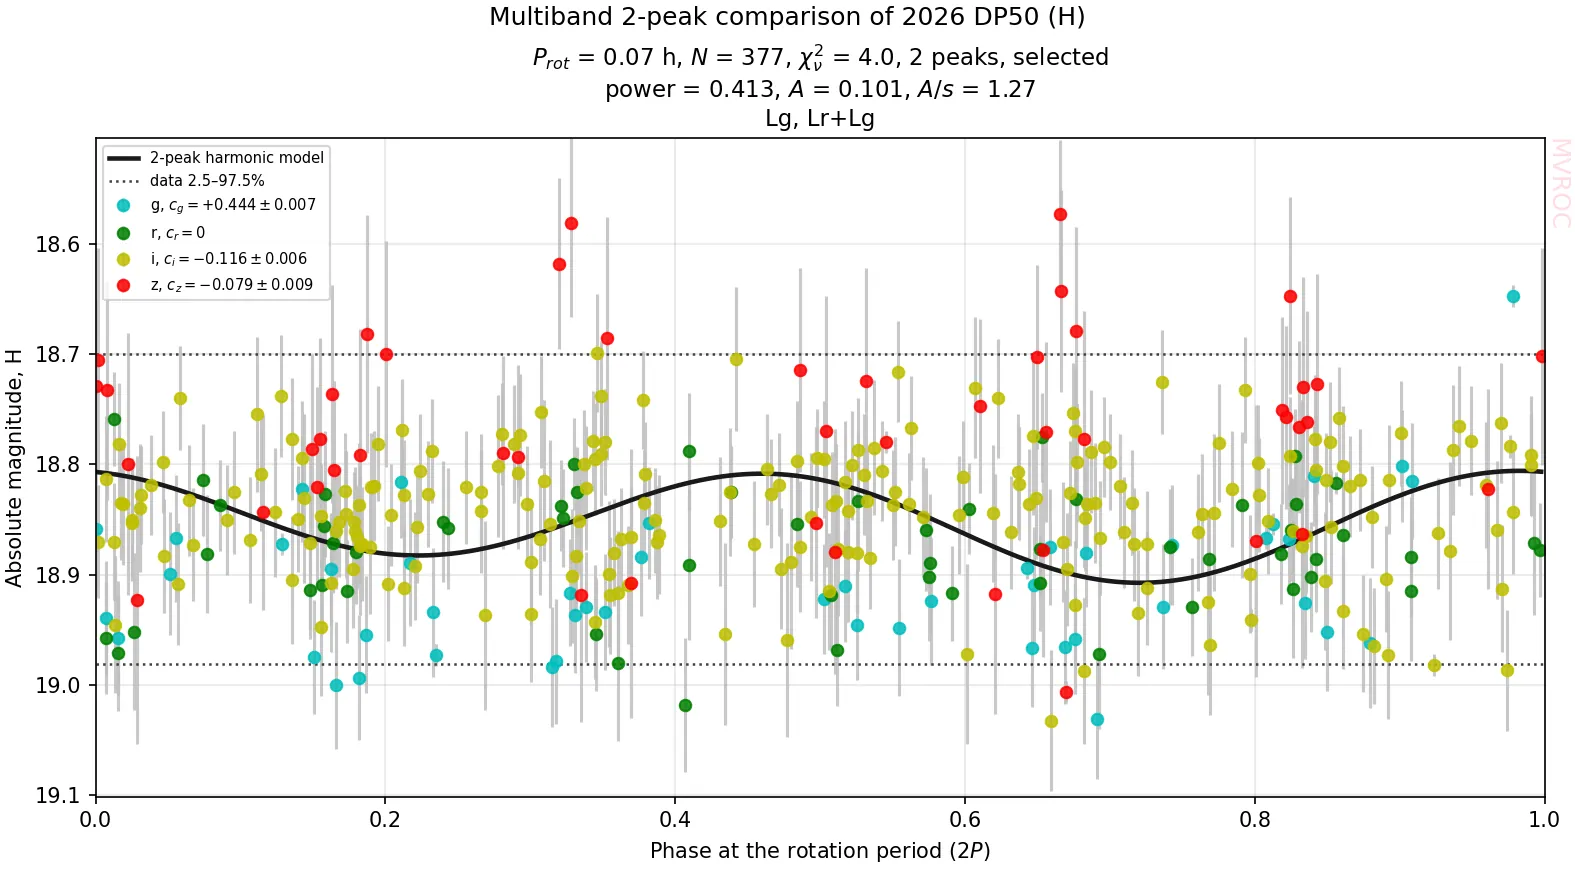 Multiband 2-peak comparison of 2026 DP50 (H)
P_rot = 0.07 h, N = 377, χ²_ν = 4.0, 2 peaks, selected
power = 0.413, A = 0.101, A/s = 1.27
Lg, Lr+Lg
2-peak harmonic model
data 2.5–97.5%
g, c_g = +0.444 ± 0.007
r, c_r = 0
i, c_i = −0.116 ± 0.006
z, c_z = −0.079 ± 0.009
MVROC
Absolute magnitude, H
18.6
18.7
18.8
18.9
19.0
19.1
0.0 0.2 0.4 0.6 0.8 1.0
Phase at the rotation period (2P)